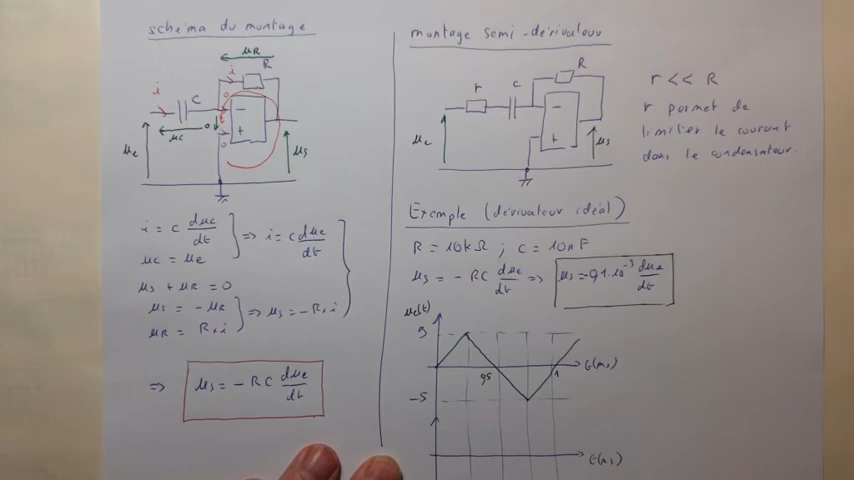 schéma du montage
uR
i
R
i
C
uc
-
+
ue
us
i = C duc/dt
uc = ue
=> i = C due/dt
us + uR = 0
us = -uR
uR = R×i
=> us = -R×i
=> us = -RC due/dt
montage semi-dérivateur
R
r
C
-
+
ue
us
r << R
r permet de
limiter le courant
dans le condensateur.
Exemple (dérivateur idéal)
R = 10kΩ ; C = 10nF
us = -RC due/dt => us = -0,1.10⁻³ due/dt
ue(t)
5
0,5
1
t(ms)
-5
t(ms)